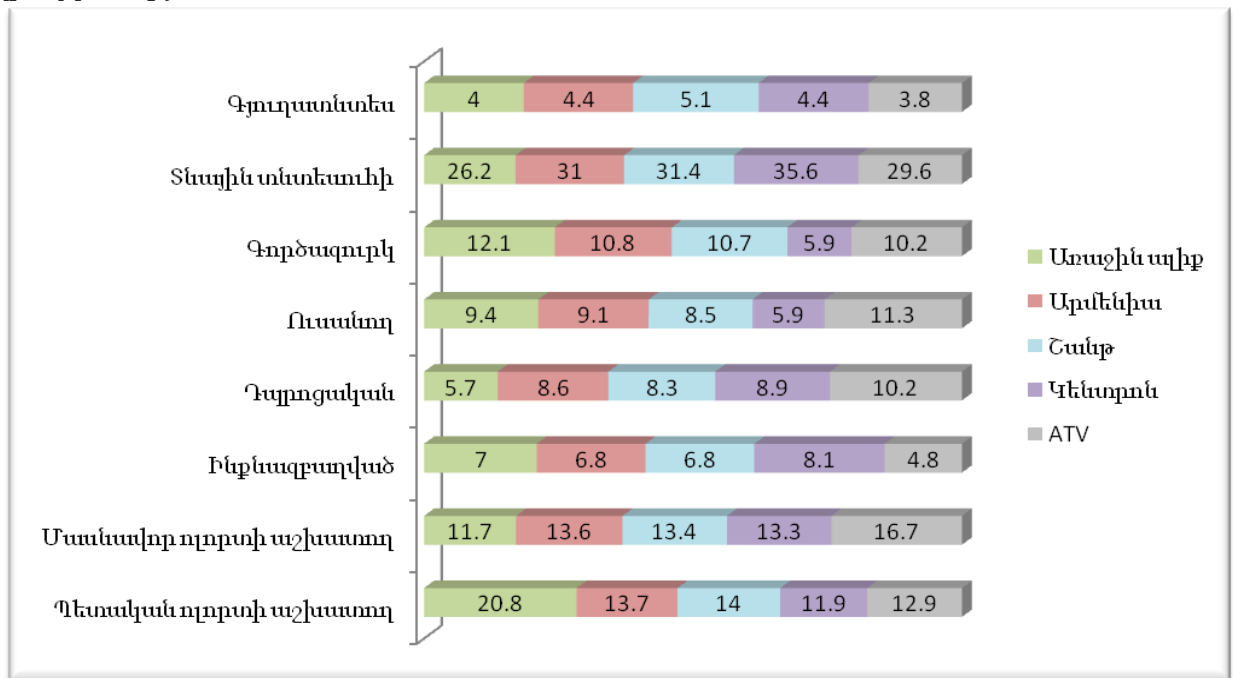 Գյուղատնտես
4 4.4 5.1 4.4 3.8
Տնային տնտեսուհի
26.2 31 31.4 35.6 29.6
Գործազուրկ
12.1 10.8 10.7 5.9 10.2
Ուսանող
9.4 9.1 8.5 5.9 11.3
Դպրոցական
5.7 8.6 8.3 8.9 10.2
Ինքնազբաղված
7 6.8 6.8 8.1 4.8
Մասնավոր ոլորտի աշխատող
11.7 13.6 13.4 13.3 16.7
Պետական ոլորտի աշխատող
20.8 13.7 14 11.9 12.9
Առաջին ալիք
Արմենիա
Շանթ
Կենտրոն
ATV